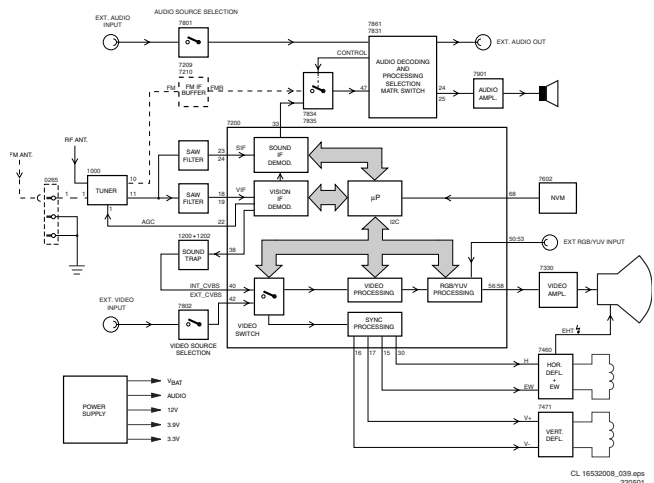 AUDIO SOURCE SELECTION
EXT. AUDIO
INPUT
7801
7861
7831
EXT. AUDIO OUT
CONTROL
AUDIO DECODING
AND
PROCESSING
SELECTION
MATR. SWITCH
7209
7210
FM
FM IF
BUFFER
FMR
47
24
25
7901
AUDIO
AMPL.
7834
7835
33
7200
RF ANT.
FM ANT.
0265
1
1
1000
TUNER
10
11
1
SAW
FILTER
23
24
SIF
SOUND
IF
DEMOD.
SAW
FILTER
18
19
VIF
VISION
IF
DEMOD.
µP
I2C
68
7602
NVM
AGC
22
1200 + 1202
SOUND
TRAP
38
50:53
EXT RGB/YUV INPUT
INT_CVBS
40
EXT_CVBS
42
EXT. VIDEO
INPUT
7802
VIDEO SOURCE
SELECTION
VIDEO
SWITCH
VIDEO
PROCESSING
RGB/YUV
PROCESSING
56:58
7330
VIDEO
AMPL.
SYNC
PROCESSING
16
17
15
30
EHT
7460
H
EW
HOR.
DEFL.
+
EW
7471
V+
V-
VERT.
DEFL.
POWER
SUPPLY
VBAT
AUDIO
12V
3.9V
3.3V
CL 16532008_039.eps
220501